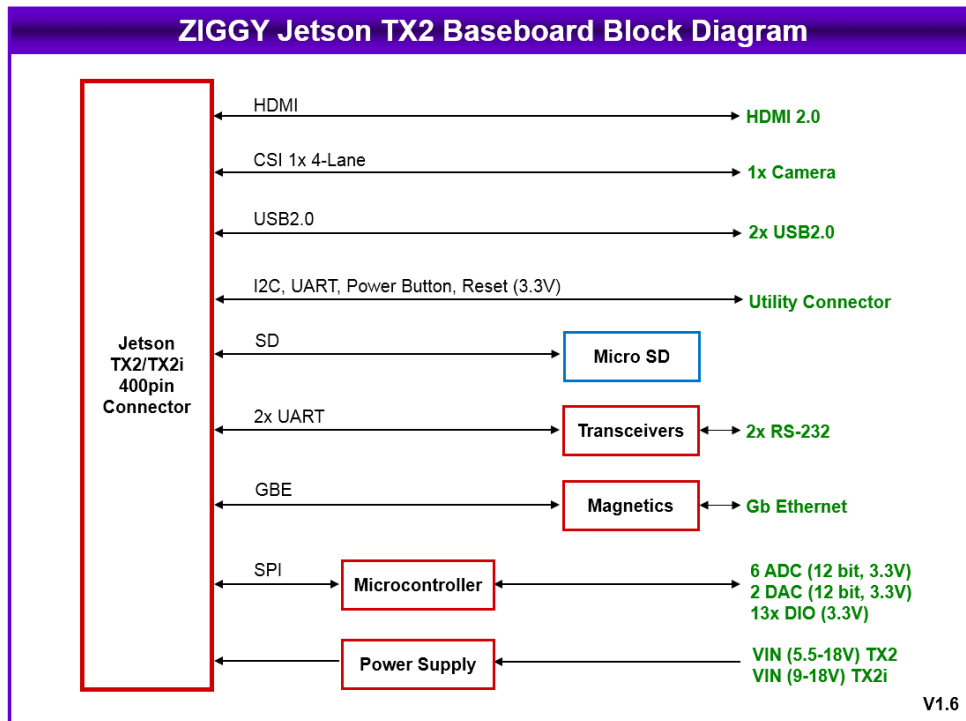 ZIGGY Jetson TX2 Baseboard Block Diagram
HDMI
HDMI 2.0
CSI 1x 4-Lane
1x Camera
USB2.0
2x USB2.0
I2C, UART, Power Button, Reset (3.3V)
Utility Connector
Jetson
TX2/TX2i
400pin
Connector
SD
Micro SD
2x UART
Transceivers
2x RS-232
GBE
Magnetics
Gb Ethernet
SPI
Microcontroller
6 ADC (12 bit, 3.3V)
2 DAC (12 bit, 3.3V)
13x DIO (3.3V)
Power Supply
VIN (5.5-18V) TX2
VIN (9-18V) TX2i
V1.6